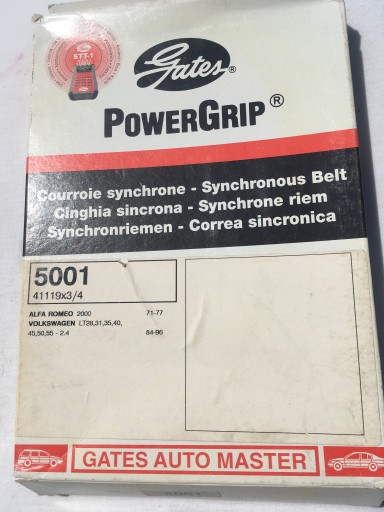 STT-1
Gates®
POWERGRIP®
Courroie synchrone - Synchronous Belt
Cinghia sincrona - Synchrone riem
Synchronriemen - Correa sincronica
5001
41119x3/4
ALFA ROMEO 2000 71-77
VOLKSWAGEN LT28,31,35,40,
45,50,55 - 2.4 84-96
GATES AUTO MASTER
5001